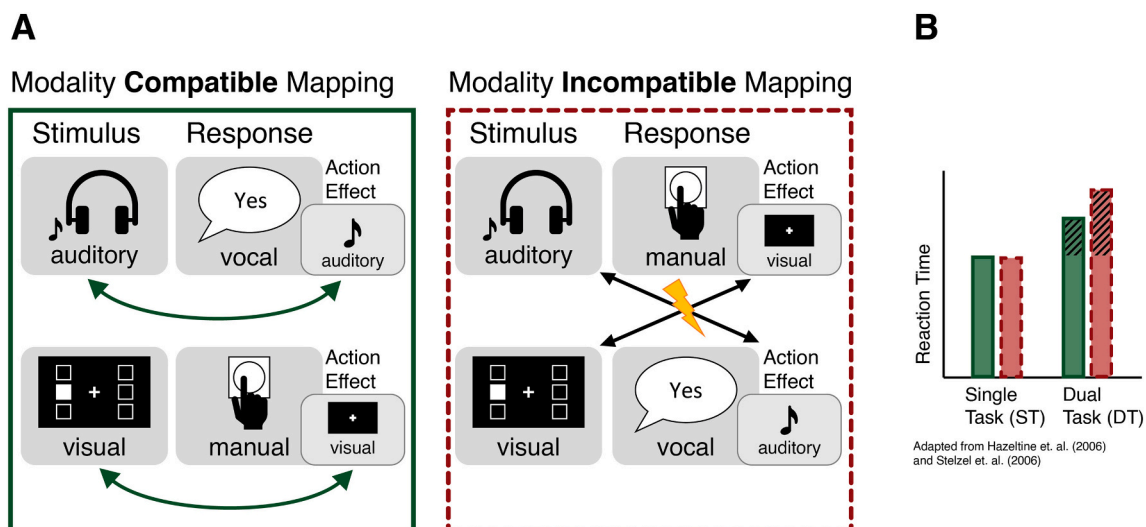 A
B
Modality Compatible Mapping
Modality Incompatible Mapping
Stimulus
Response
auditory
Yes
vocal
Action
Effect
auditory
visual
manual
Action
Effect
visual
Stimulus
Response
auditory
manual
Action
Effect
visual
visual
Yes
vocal
Action
Effect
auditory
Reaction Time
Single
Task (ST)
Dual
Task (DT)
Adapted from Hazeltine et. al. (2006)
and Stelzel et. al. (2006)